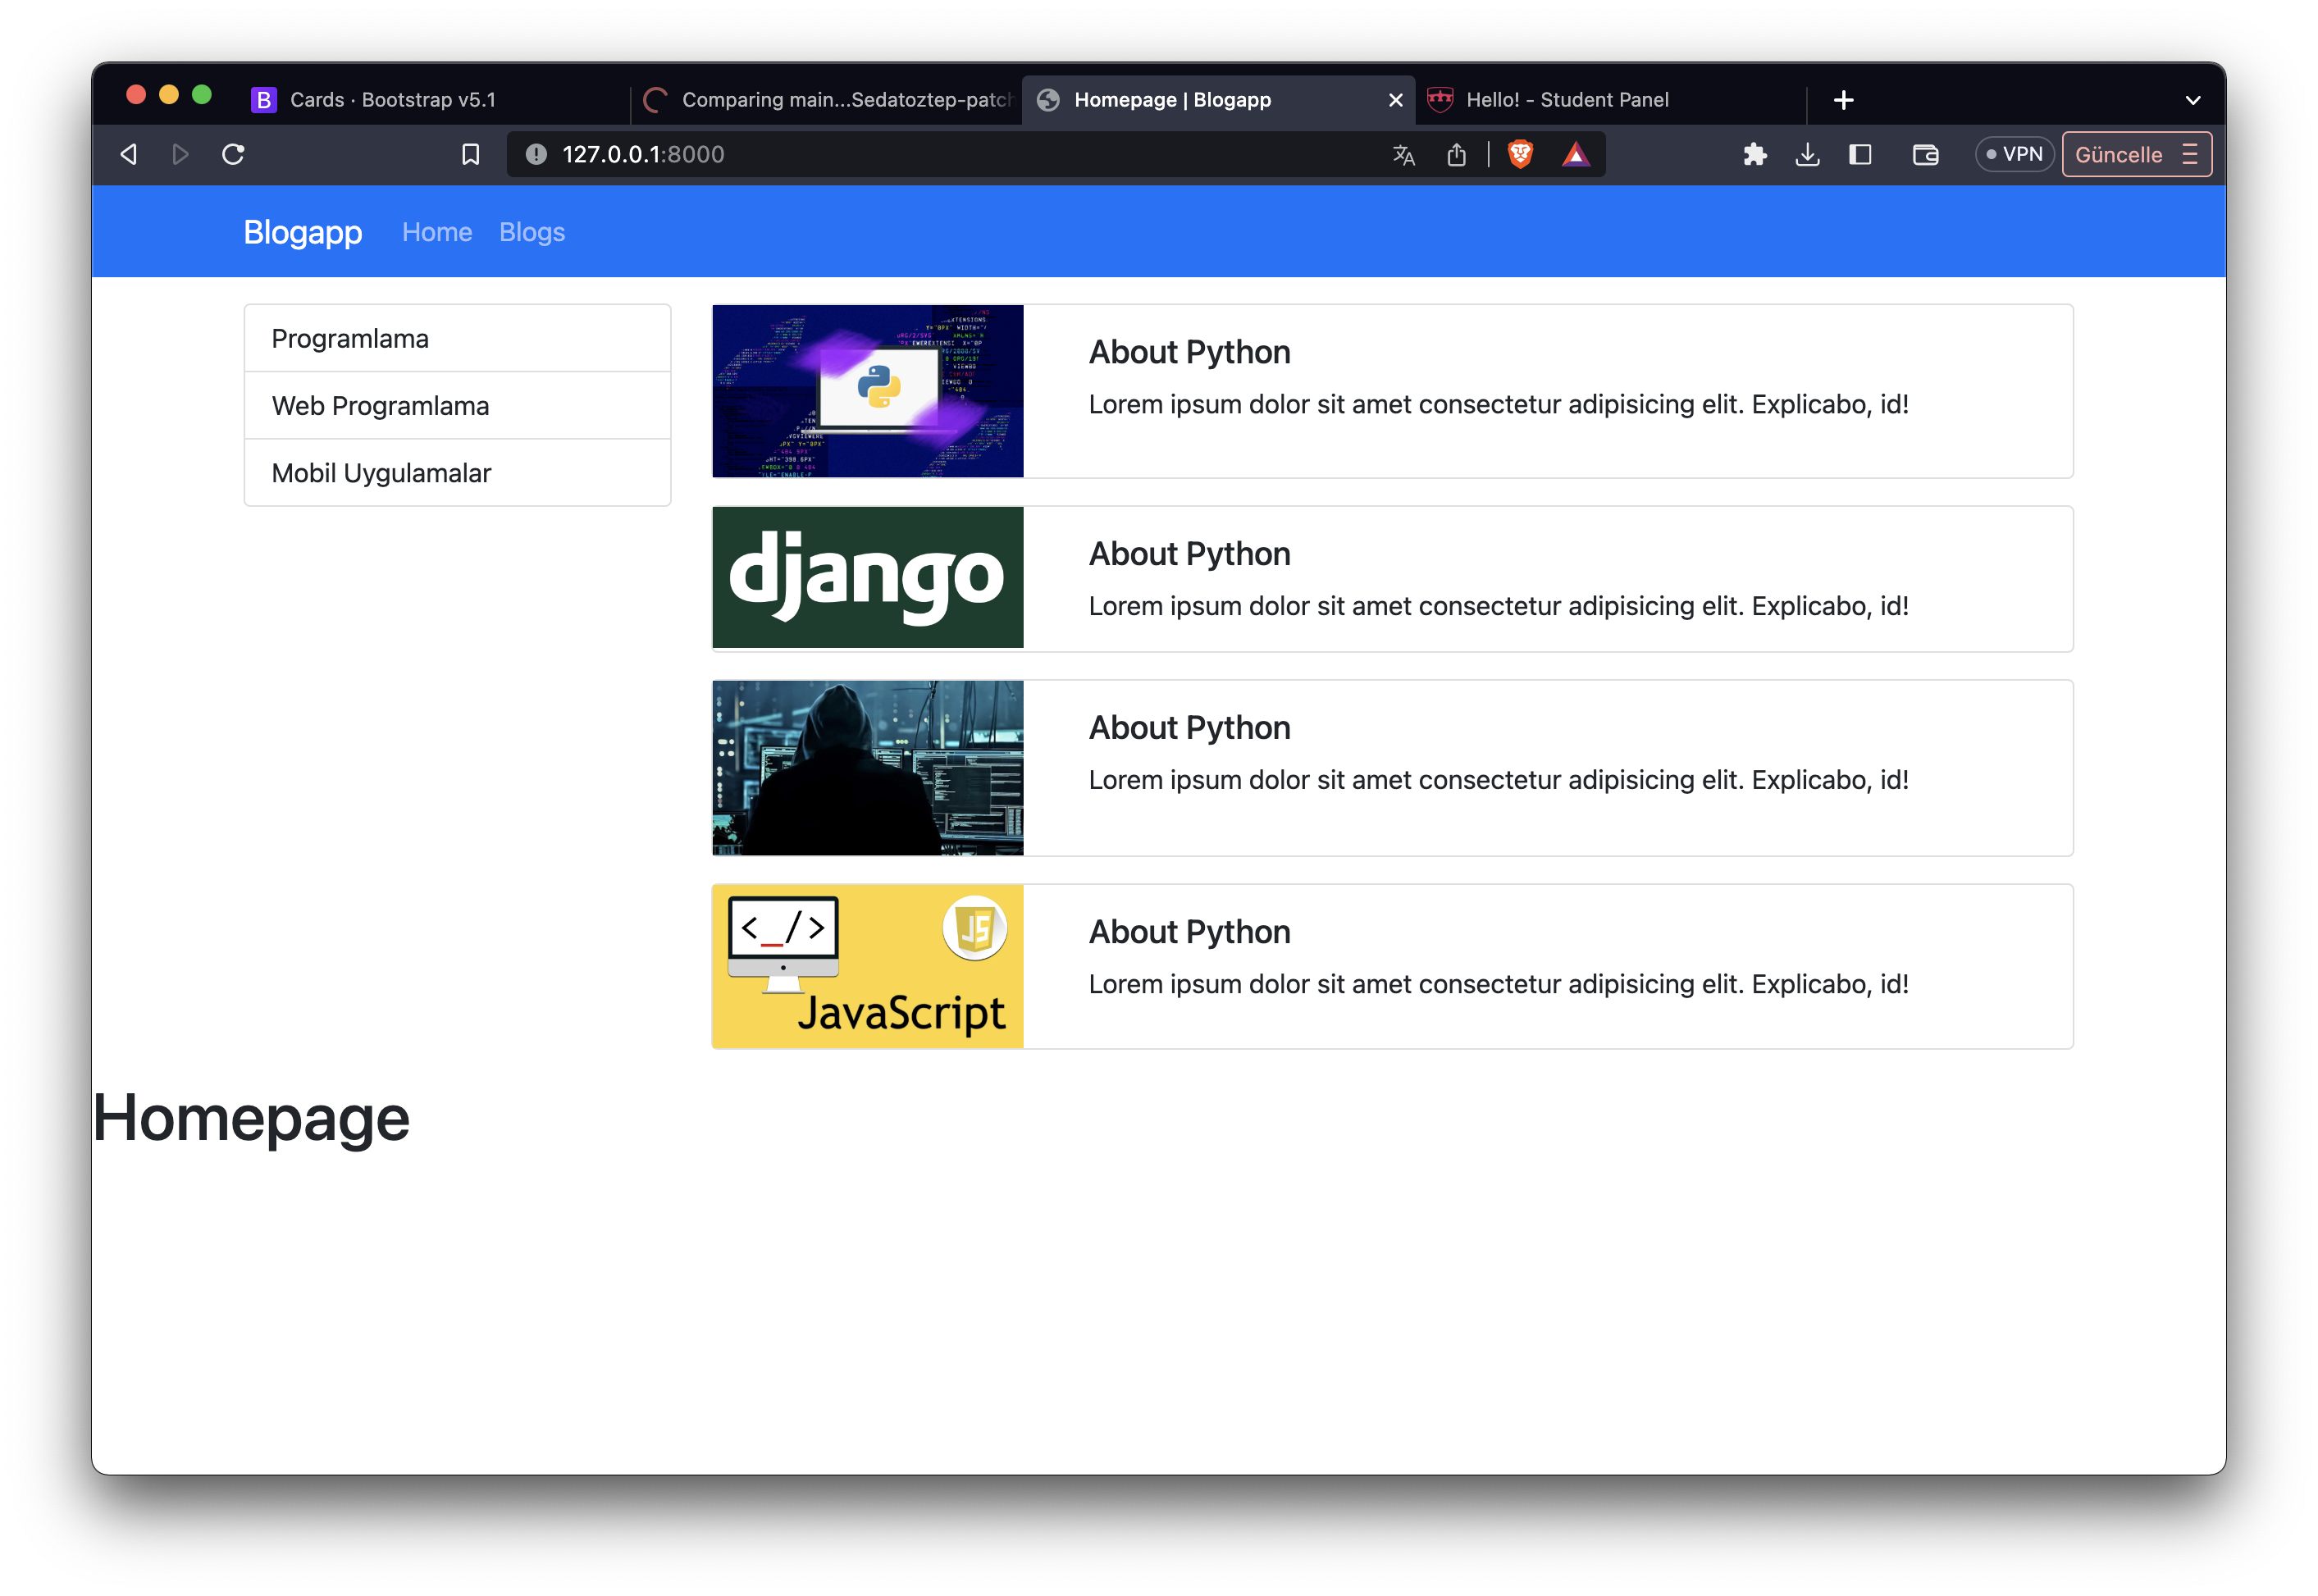 Cards · Bootstrap v5.1
Comparing main...Sedatoztep-patch
Homepage | Blogapp
Hello! - Student Panel
127.0.0.1:8000
VPN
Güncelle
Blogapp
Home
Blogs
Programlama
Web Programlama
Mobil Uygulamalar
About Python
Lorem ipsum dolor sit amet consectetur adipisicing elit. Explicabo, id!
django
About Python
Lorem ipsum dolor sit amet consectetur adipisicing elit. Explicabo, id!
About Python
Lorem ipsum dolor sit amet consectetur adipisicing elit. Explicabo, id!
<_/>
JS
JavaScript
About Python
Lorem ipsum dolor sit amet consectetur adipisicing elit. Explicabo, id!
Homepage